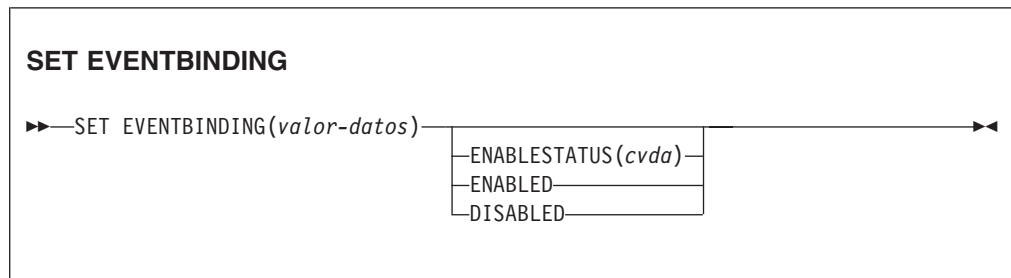 SET EVENTBINDING
SET EVENTBINDING(valor-datos)
ENABLESTATUS(cvda)
ENABLED
DISABLED